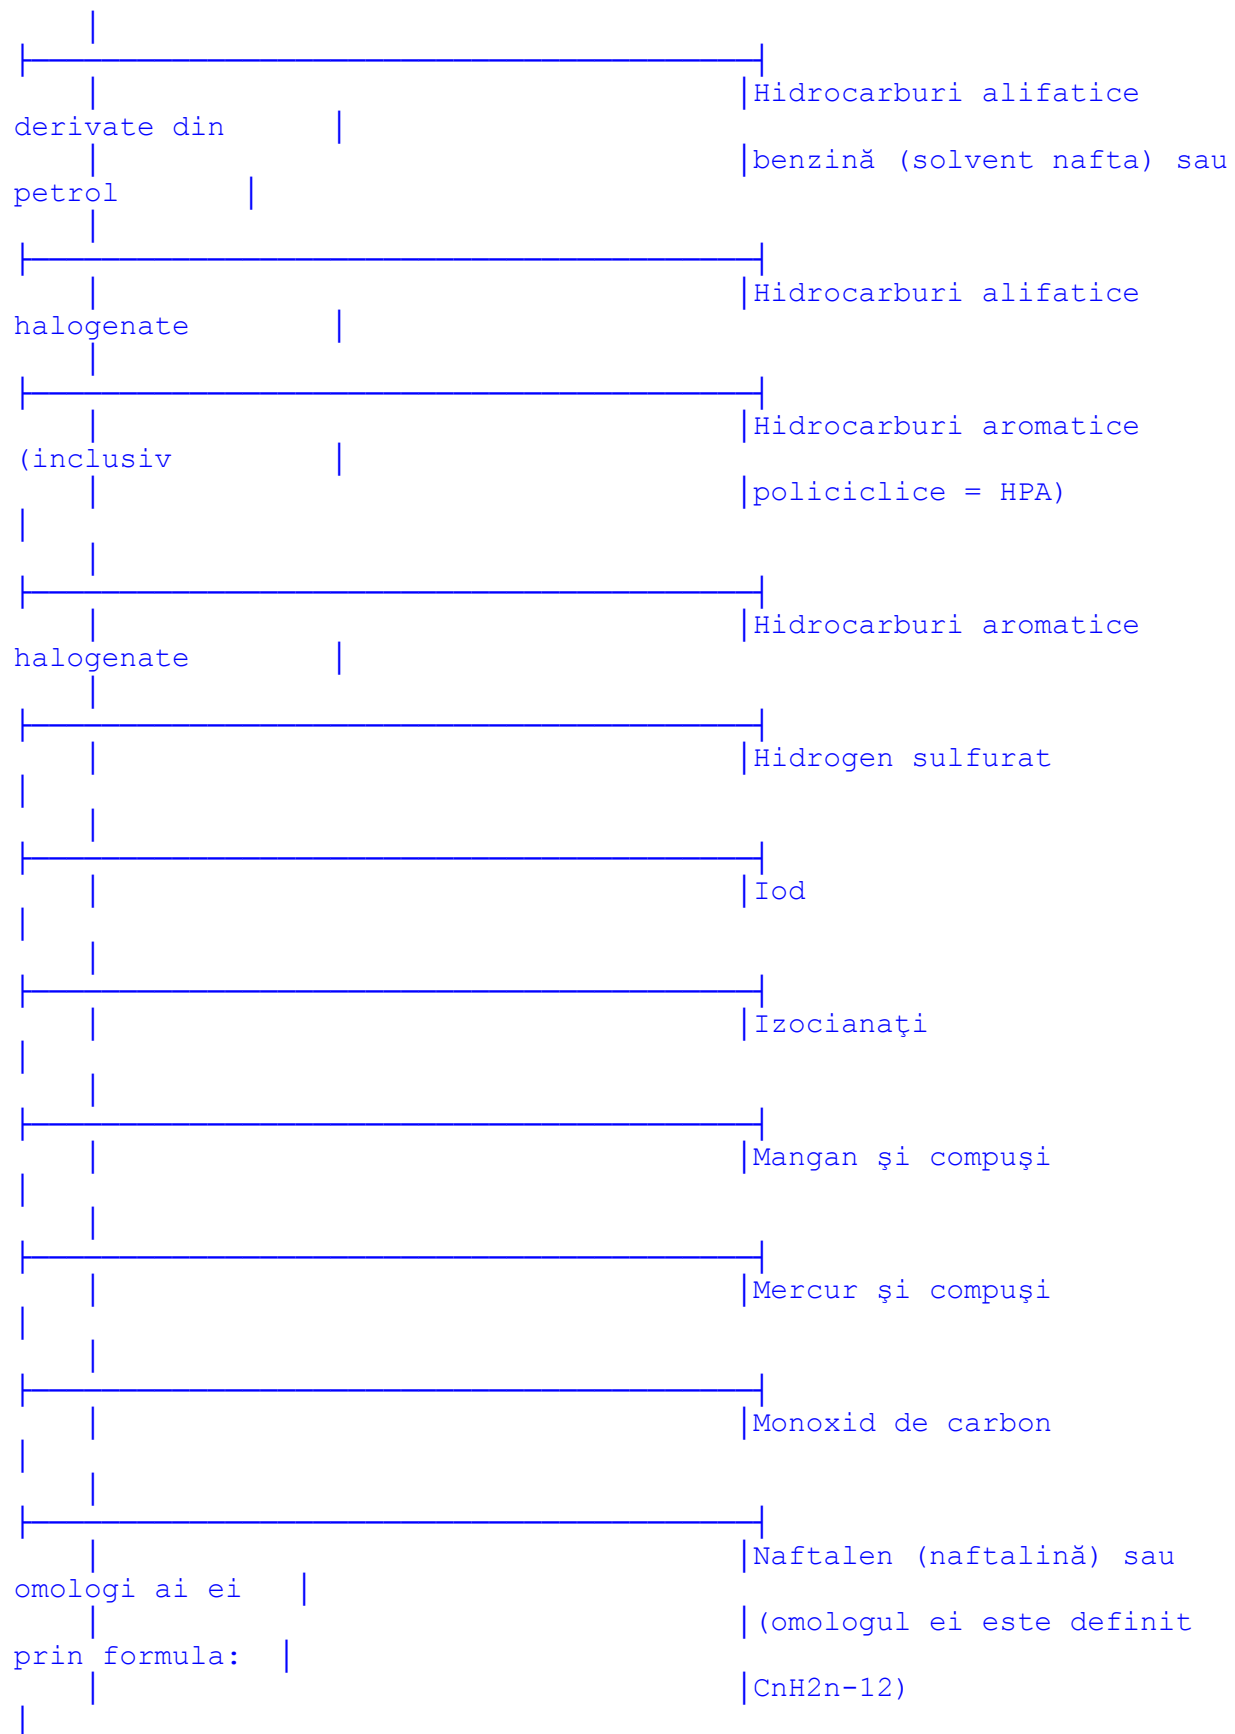 Hidrocarburi alifatice
derivate din
benzină (solvent nafta) sau
petrol
Hidrocarburi alifatice
halogenate
Hidrocarburi aromatice
(inclusiv
policiclice = HPA)
Hidrocarburi aromatice
halogenate
Hidrogen sulfurat
Iod
Izocianaţi
Mangan şi compuşi
Mercur şi compuşi
Monoxid de carbon
Naftalen (naftalină) sau
omologi ai ei
(omologul ei este definit
prin formula:
CnH2n-12)